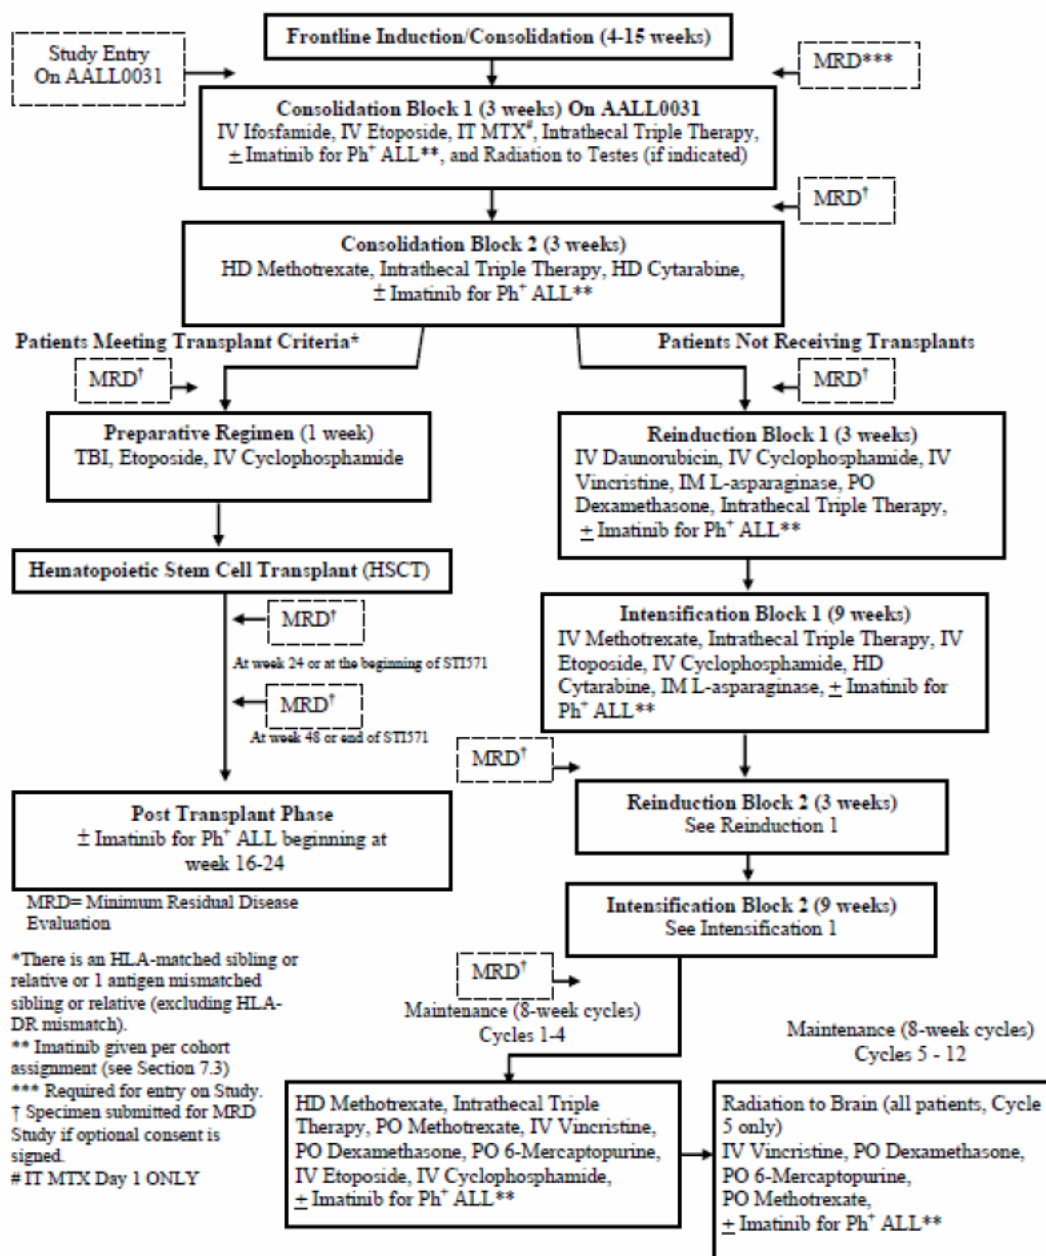 Frontline Induction/Consolidation (4-15 weeks)
Study Entry
On AALL0031
MRD***
Consolidation Block 1 (3 weeks) On AALL0031
IV Ifosfamide, IV Etoposide, IT MTX#, Intrathecal Triple Therapy,
± Imatinib for Ph+ ALL**, and Radiation to Testes (if indicated)
MRD†
Consolidation Block 2 (3 weeks)
HD Methotrexate, Intrathecal Triple Therapy, HD Cytarabine,
± Imatinib for Ph+ ALL**
Patients Meeting Transplant Criteria*
MRD†
Preparative Regimen (1 week)
TBI, Etoposide, IV Cyclophosphamide
Hematopoietic Stem Cell Transplant (HSCT)
MRD†
At week 24 or at the beginning of STI571
MRD†
At week 48 or end of STI571
Post Transplant Phase
± Imatinib for Ph+ ALL beginning at
week 16-24
Patients Not Receiving Transplants
MRD†
Reinduction Block 1 (3 weeks)
IV Daunorubicin, IV Cyclophosphamide, IV
Vincristine, IM L-asparaginase, PO
Dexamethasone, Intrathecal Triple Therapy,
± Imatinib for Ph+ ALL**
Intensification Block 1 (9 weeks)
IV Methotrexate, Intrathecal Triple Therapy, IV
Etoposide, IV Cyclophosphamide, HD
Cytarabine, IM L-asparaginase, ± Imatinib for
Ph+ ALL**
MRD†
Reinduction Block 2 (3 weeks)
See Reinduction 1
Intensification Block 2 (9 weeks)
See Intensification 1
MRD†
Maintenance (8-week cycles)
Cycles 1-4
HD Methotrexate, Intrathecal Triple
Therapy, PO Methotrexate, IV Vincristine,
PO Dexamethasone, PO 6-Mercaptopurine,
IV Etoposide, IV Cyclophosphamide,
± Imatinib for Ph+ ALL**
Maintenance (8-week cycles)
Cycles 5 - 12
Radiation to Brain (all patients, Cycle
5 only)
IV Vincristine, PO Dexamethasone,
PO 6-Mercaptopurine,
PO Methotrexate,
± Imatinib for Ph+ ALL**
MRD= Minimum Residual Disease
Evaluation
*There is an HLA-matched sibling or
relative or 1 antigen mismatched
sibling or relative (excluding HLA-
DR mismatch).
** Imatinib given per cohort
assignment (see Section 7.3)
*** Required for entry on Study.
† Specimen submitted for MRD
Study if optional consent is
signed.
# IT MTX Day 1 ONLY